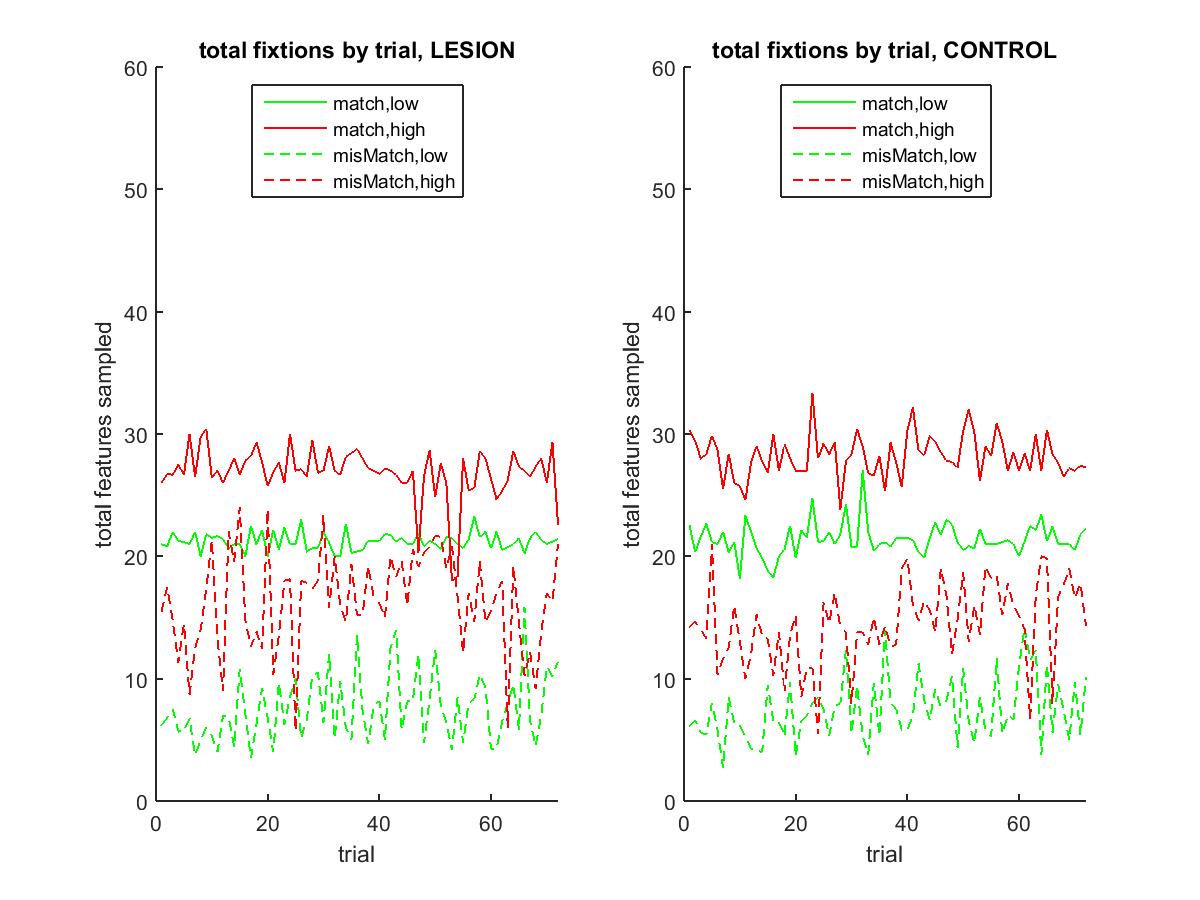 total fixtions by trial, LESION
60
50
40
30
20
10
0
0 20 40 60
trial
total features sampled
match,low
match,high
misMatch,low
misMatch,high
total fixtions by trial, CONTROL
60
50
40
30
20
10
0
0 20 40 60
trial
total features sampled
match,low
match,high
misMatch,low
misMatch,high